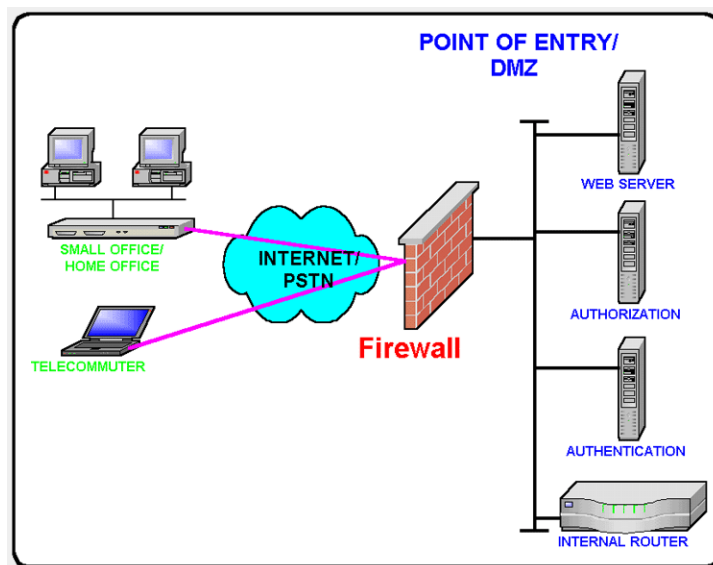 POINT OF ENTRY/
DMZ
WEB SERVER
SMALL OFFICE/
HOME OFFICE
INTERNET/
PSTN
AUTHORIZATION
Firewall
TELECOMMUTER
AUTHENTICATION
INTERNAL ROUTER